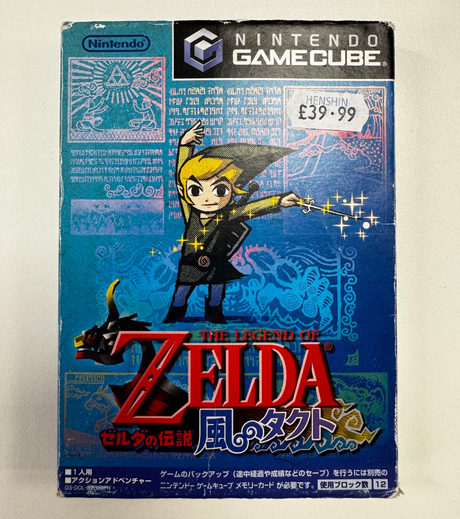 Nintendo
NINTENDO
GAMECUBE
HENSHIN
£39.99
THE LEGEND OF
ZELDA
ゼルダの伝説 風のタクト
■1人用
■アクションアドベンチャー
ゲームのバックアップ(途中経過や成績などのセーブ)を行うには別売の
ニンテンドー ゲームキューブ メモリーカードが必要です。
使用ブロック数 12